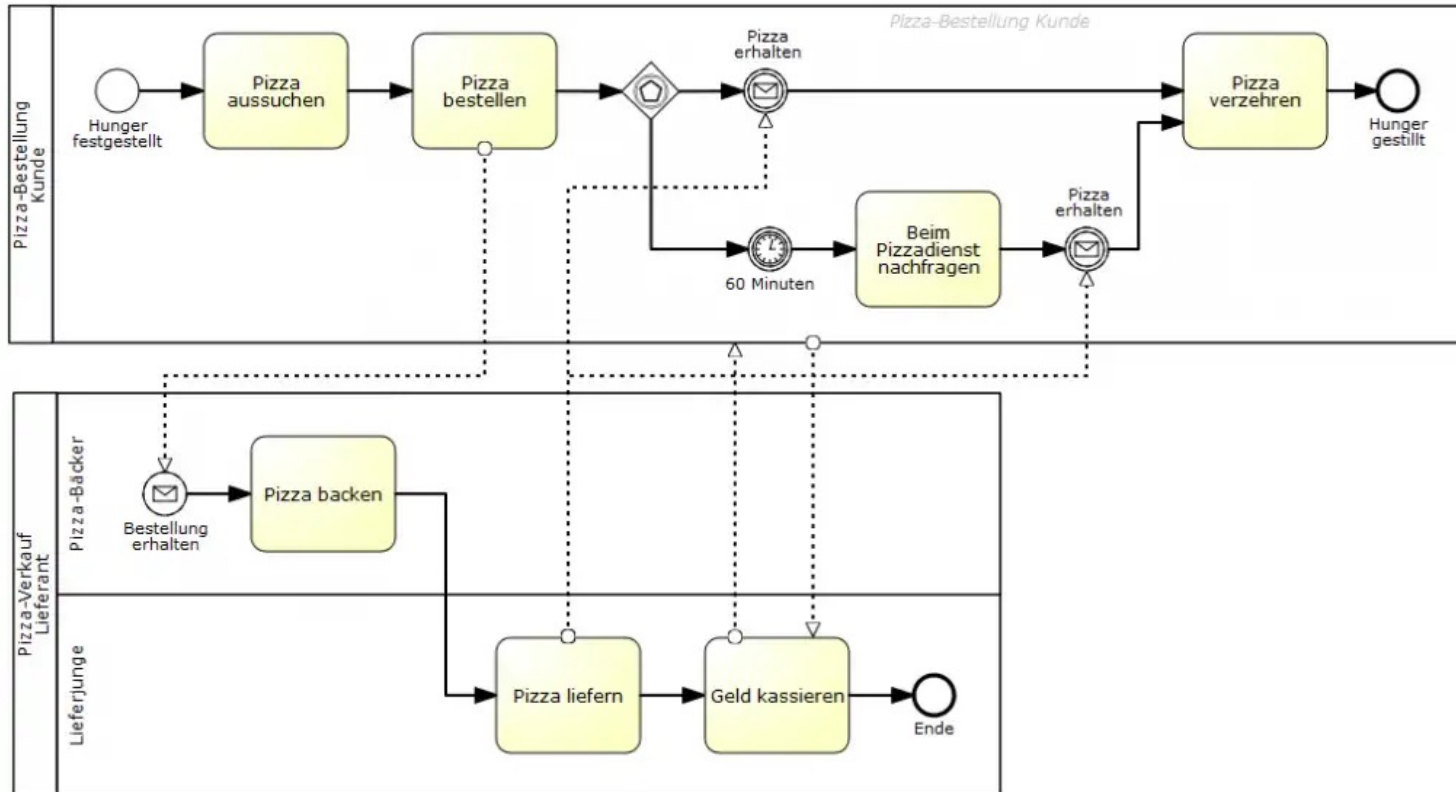 Pizza-Bestellung Kunde
Pizza-Bestellung
Kunde
Hunger
festgestellt
Pizza
aussuchen
Pizza
bestellen
Pizza
erhalten
Pizza
verzehren
Hunger
gestillt
60 Minuten
Beim
Pizzadienst
nachfragen
Pizza
erhalten
Pizza-Verkauf
Lieferant
Pizza-Bäcker
Bestellung
erhalten
Pizza backen
Lieferjunge
Pizza liefern
Geld kassieren
Ende